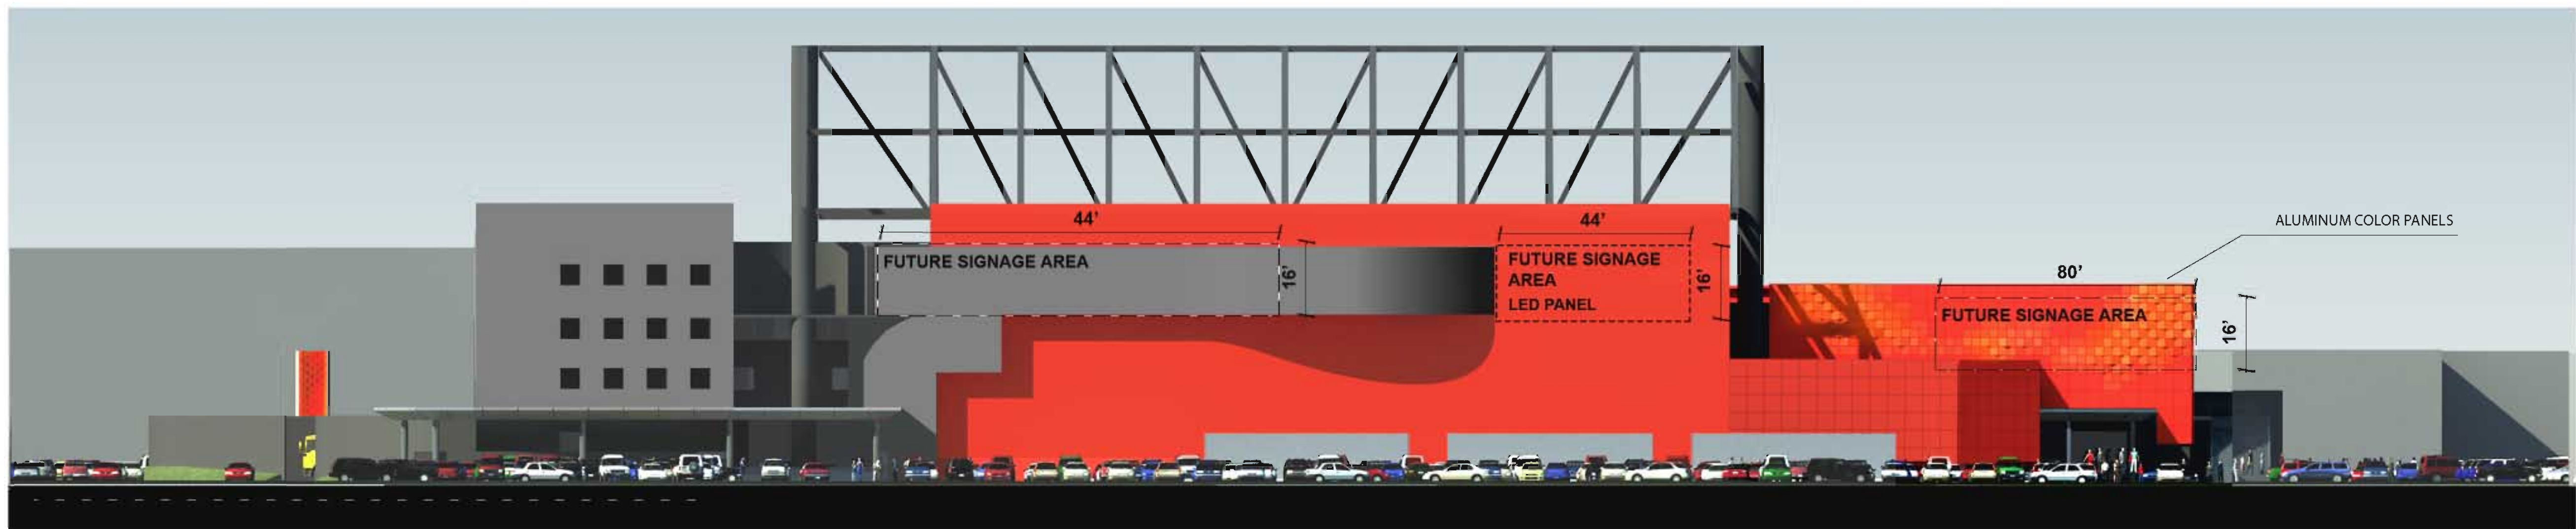 44'
FUTURE SIGNAGE AREA
16'
44'
FUTURE SIGNAGE
AREA
LED PANEL
16'
ALUMINUM COLOR PANELS
80'
FUTURE SIGNAGE AREA
16'